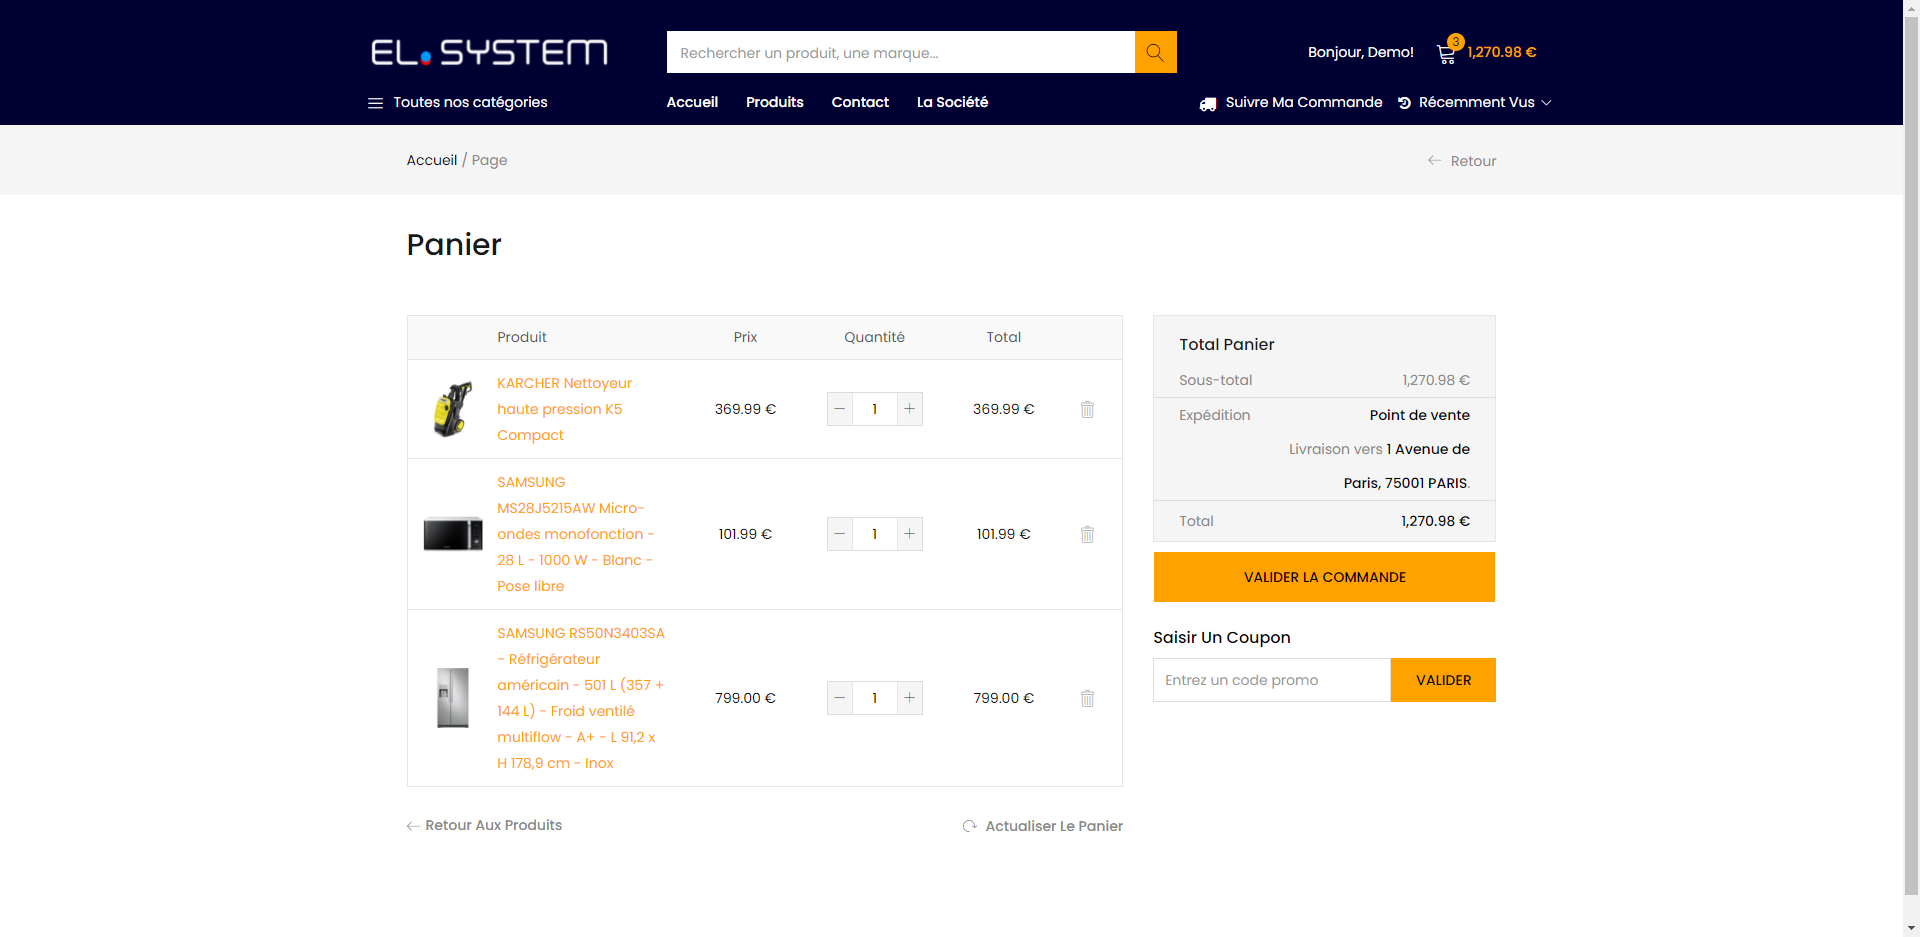 EL.SYSTEM
Rechercher un produit, une marque...
Bonjour, Demo!
3
1,270.98 €
Toutes nos catégories
Accueil
Produits
Contact
La Société
Suivre Ma Commande
Récemment Vus
Accueil / Page
Retour
Panier
Produit
Prix
Quantité
Total
KARCHER Nettoyeur
haute pression K5
Compact
369.99 €
1
369.99 €
SAMSUNG
MS28J5215AW Micro-
ondes monofonction -
28 L - 1000 W - Blanc -
Pose libre
101.99 €
1
101.99 €
SAMSUNG RS50N3403SA
- Réfrigérateur
américain - 501 L (357 +
144 L) - Froid ventilé
multiflow - A+ - L 91,2 x
H 178,9 cm - Inox
799.00 €
1
799.00 €
Retour Aux Produits
Actualiser Le Panier
Total Panier
Sous-total
1,270.98 €
Expédition
Point de vente
Livraison vers 1 Avenue de
Paris, 75001 PARIS.
Total
1,270.98 €
VALIDER LA COMMANDE
Saisir Un Coupon
Entrez un code promo
VALIDER